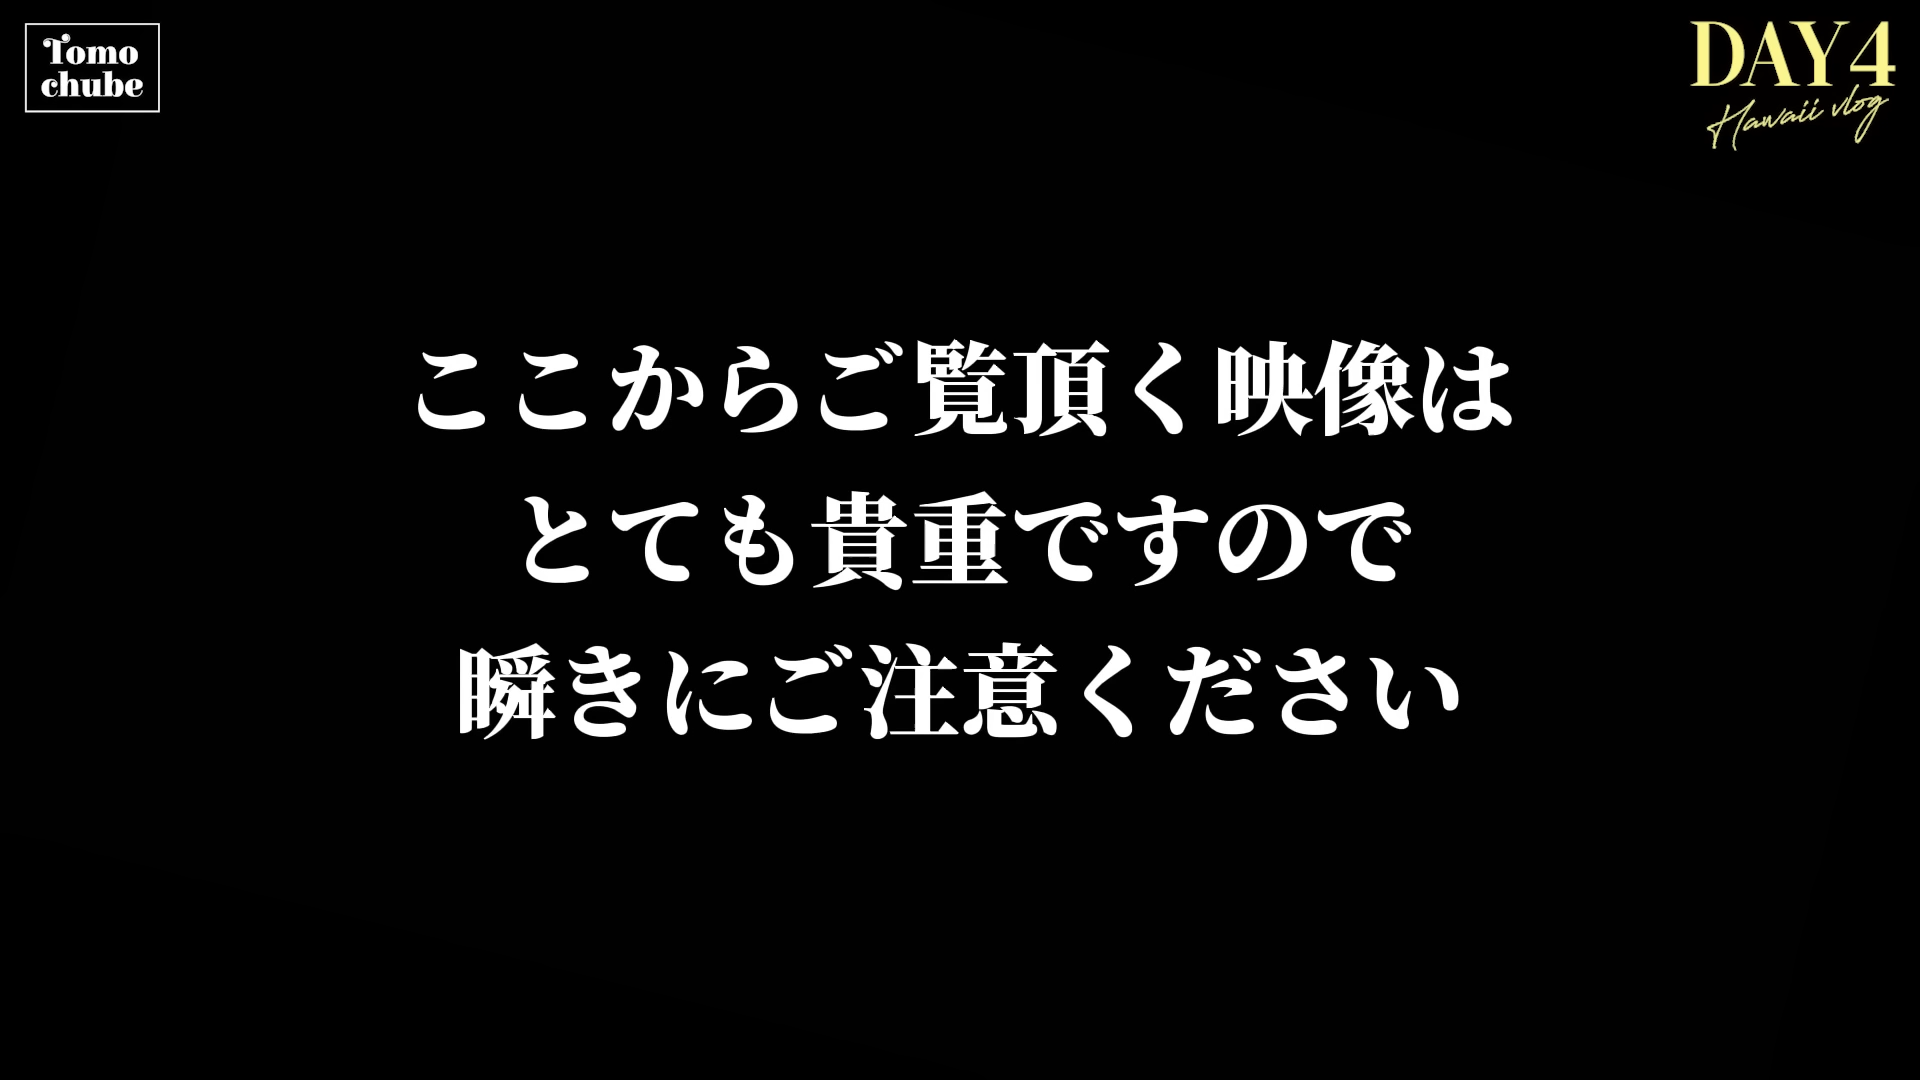 Tomo
chube
DAY4
Hawaii vlog
ここからご覧頂く映像は
とても貴重ですので
瞬きにご注意ください